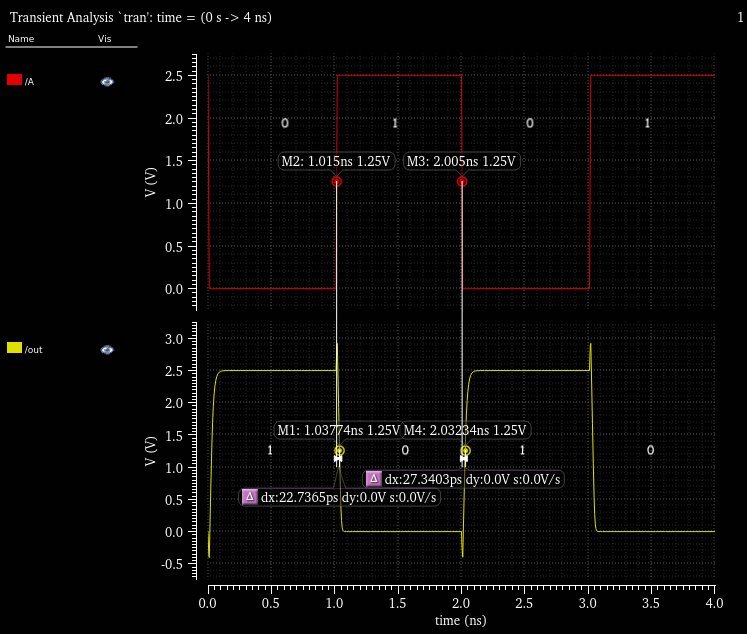 Transient Analysis `tran': time = (0 s -> 4 ns)
1
Name
Vis
/A
2.5
2.0
1.5
1.0
0.5
0.0
V (V)
0
1
0
1
M2: 1.015ns 1.25V
M3: 2.005ns 1.25V
/out
3.0
2.5
2.0
1.5
1.0
0.5
0.0
-0.5
V (V)
M1: 1.03774ns 1.25V
M4: 2.03234ns 1.25V
1
0
1
0
Δ dx:27.3403ps dy:0.0V s:0.0V/s
Δ dx:22.7365ps dy:0.0V s:0.0V/s
0.0
0.5
1.0
1.5
2.0
2.5
3.0
3.5
4.0
time (ns)